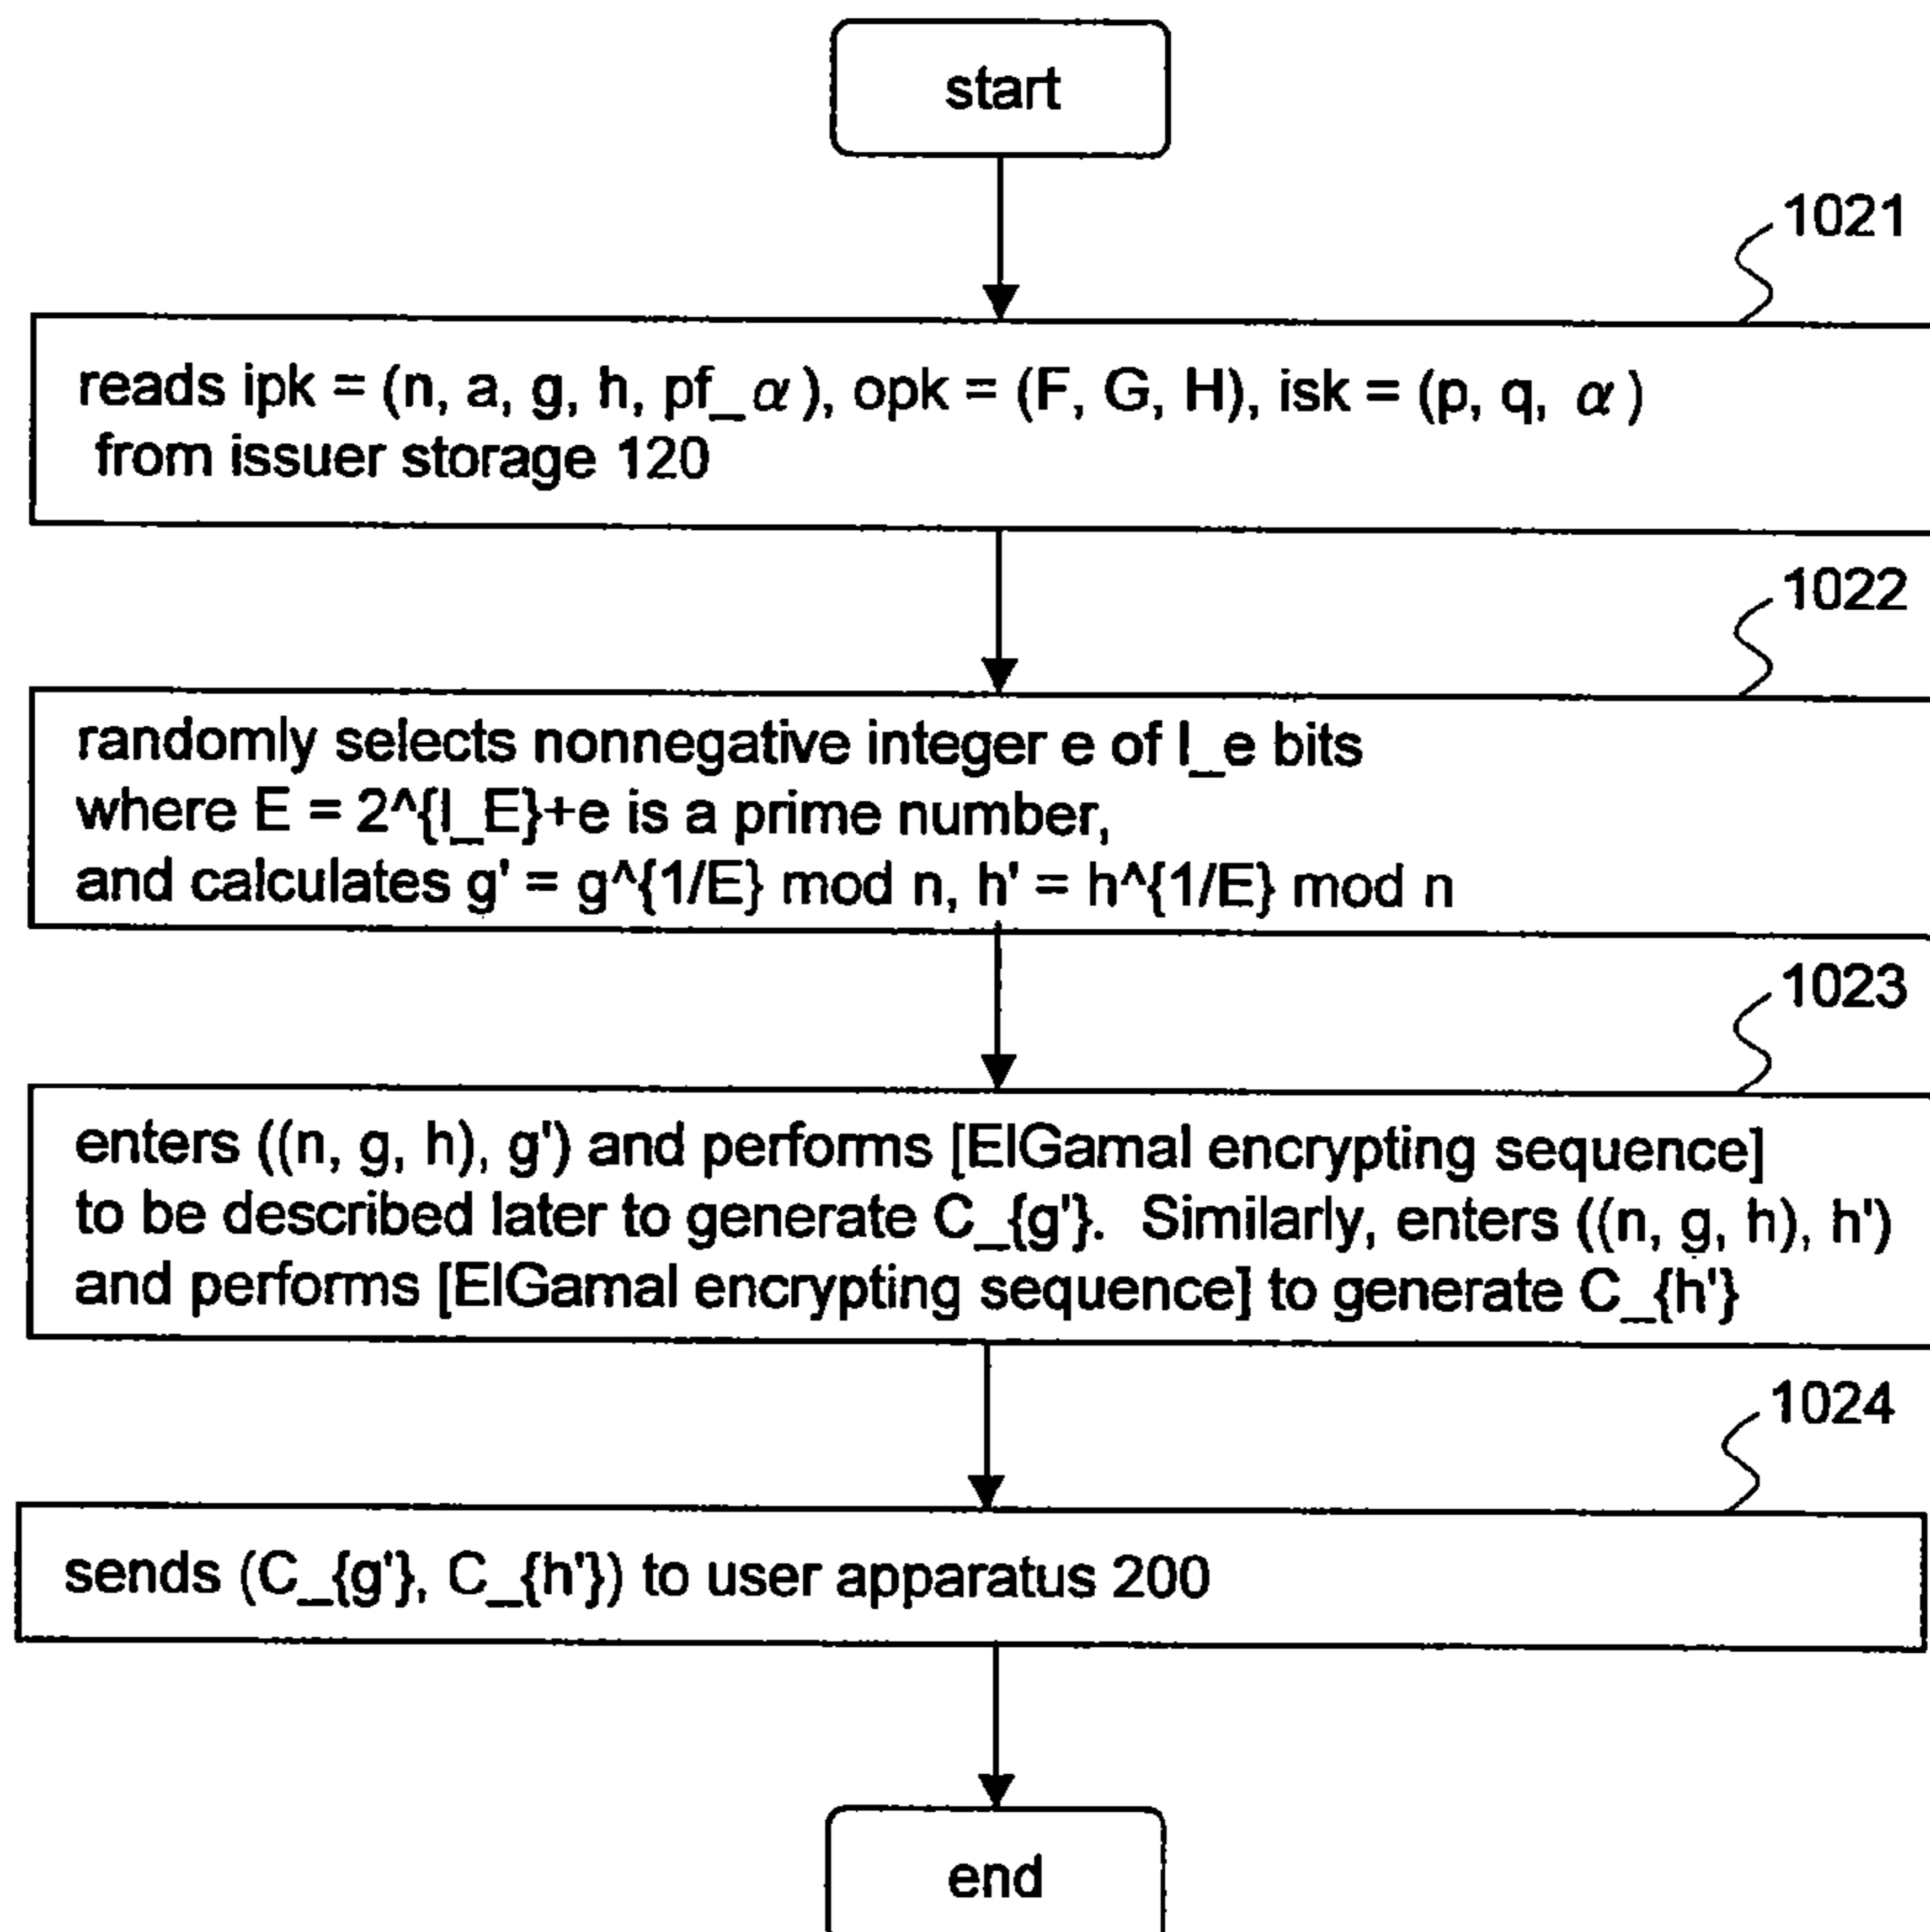 start
1021
reads ipk = (n, a, g, h, pf_α), opk = (F, G, H), isk = (p, q, α)
from issuer storage 120
1022
randomly selects nonnegative integer e of l_e bits
where E = 2^{l_E}+e is a prime number,
and calculates g' = g^{1/E} mod n, h' = h^{1/E} mod n
1023
enters ((n, g, h), g') and performs [ElGamal encrypting sequence]
to be described later to generate C_{g'}. Similarly, enters ((n, g, h), h')
and performs [ElGamal encrypting sequence] to generate C_{h'}
1024
sends (C_{g'}, C_{h'}) to user apparatus 200
end